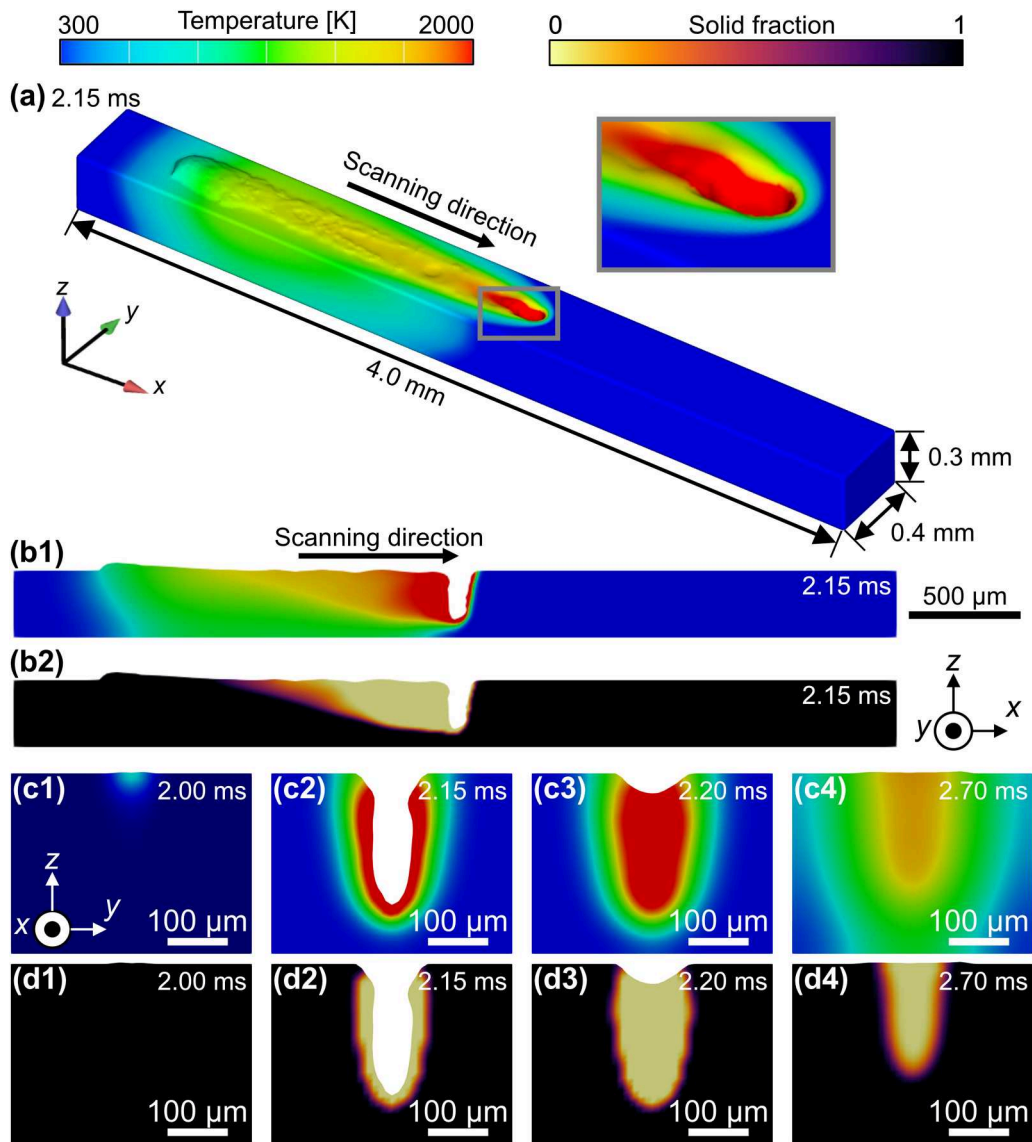 Temperature [K]
300
2000
Solid fraction
0
1
(a) 2.15 ms
Scanning direction
z
y
x
4.0 mm
0.3 mm
0.4 mm
(b1)
Scanning direction
2.15 ms
500 µm
(b2)
2.15 ms
z
y
x
(c1)
2.00 ms
z
x
y
100 µm
(c2)
2.15 ms
100 µm
(c3)
2.20 ms
100 µm
(c4)
2.70 ms
100 µm
(d1)
2.00 ms
100 µm
(d2)
2.15 ms
100 µm
(d3)
2.20 ms
100 µm
(d4)
2.70 ms
100 µm